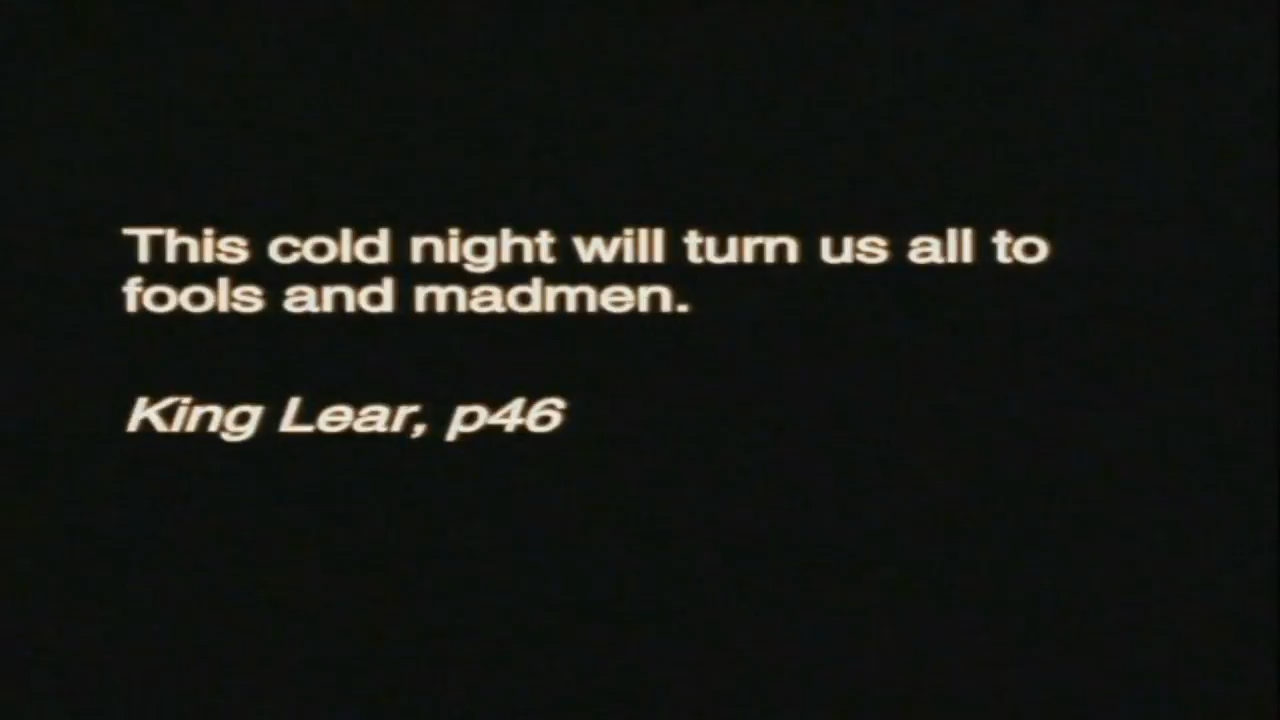 This cold night will turn us all to
fools and madmen.
King Lear, p46